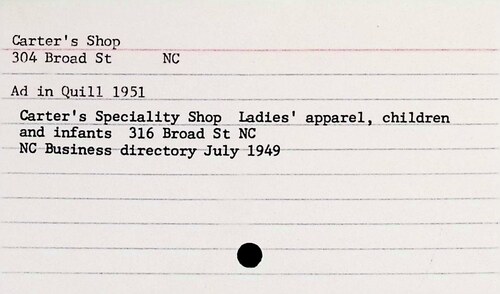 Carter's Shop
304 Broad St NC
Ad in Quill 1951
Carter's Speciality Shop Ladies' apparel, children
and infants 316 Broad St NC
NC Business directory July 1949